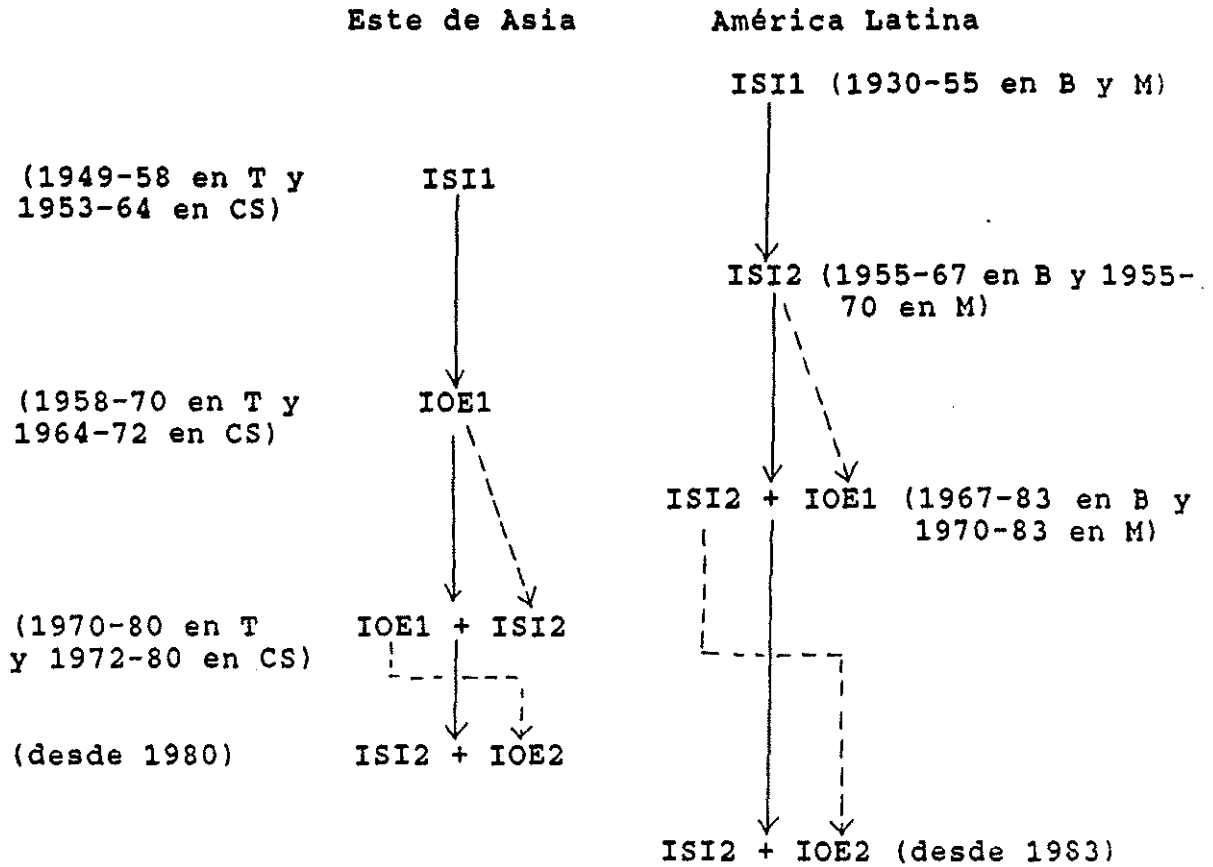 Este de Asia América Latina
ISI1 (1930-55 en B y M)
(1949-58 en T y ISI1
1953-64 en CS)
ISI2 (1955-67 en B y 1955-
70 en M)
(1958-70 en T y IOE1
1964-72 en CS)
ISI2 + IOE1 (1967-83 en B y
1970-83 en M)
(1970-80 en T IOE1 + ISI2
y 1972-80 en CS)
(desde 1980) ISI2 + IOE2
ISI2 + IOE2 (desde 1983)